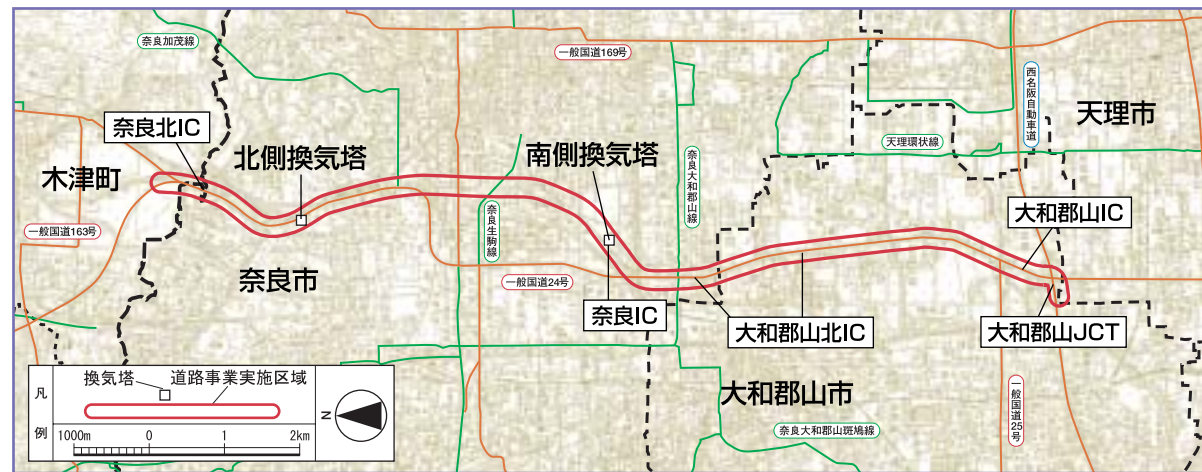 奈良加茂線
一般国道169号
西名阪自動車道
天理市
奈良北IC
北側換気塔
南側換気塔
奈良大和郡山線
天理環状線
木津町
大和郡山IC
一般国道163号
奈良生駒線
奈良市
一般国道24号
奈良IC
大和郡山北IC
大和郡山JCT
大和郡山市
一般国道25号
奈良大和郡山斑鳩線
凡例
換気塔
道路事業実施区域
1000m 0 1 2km
N